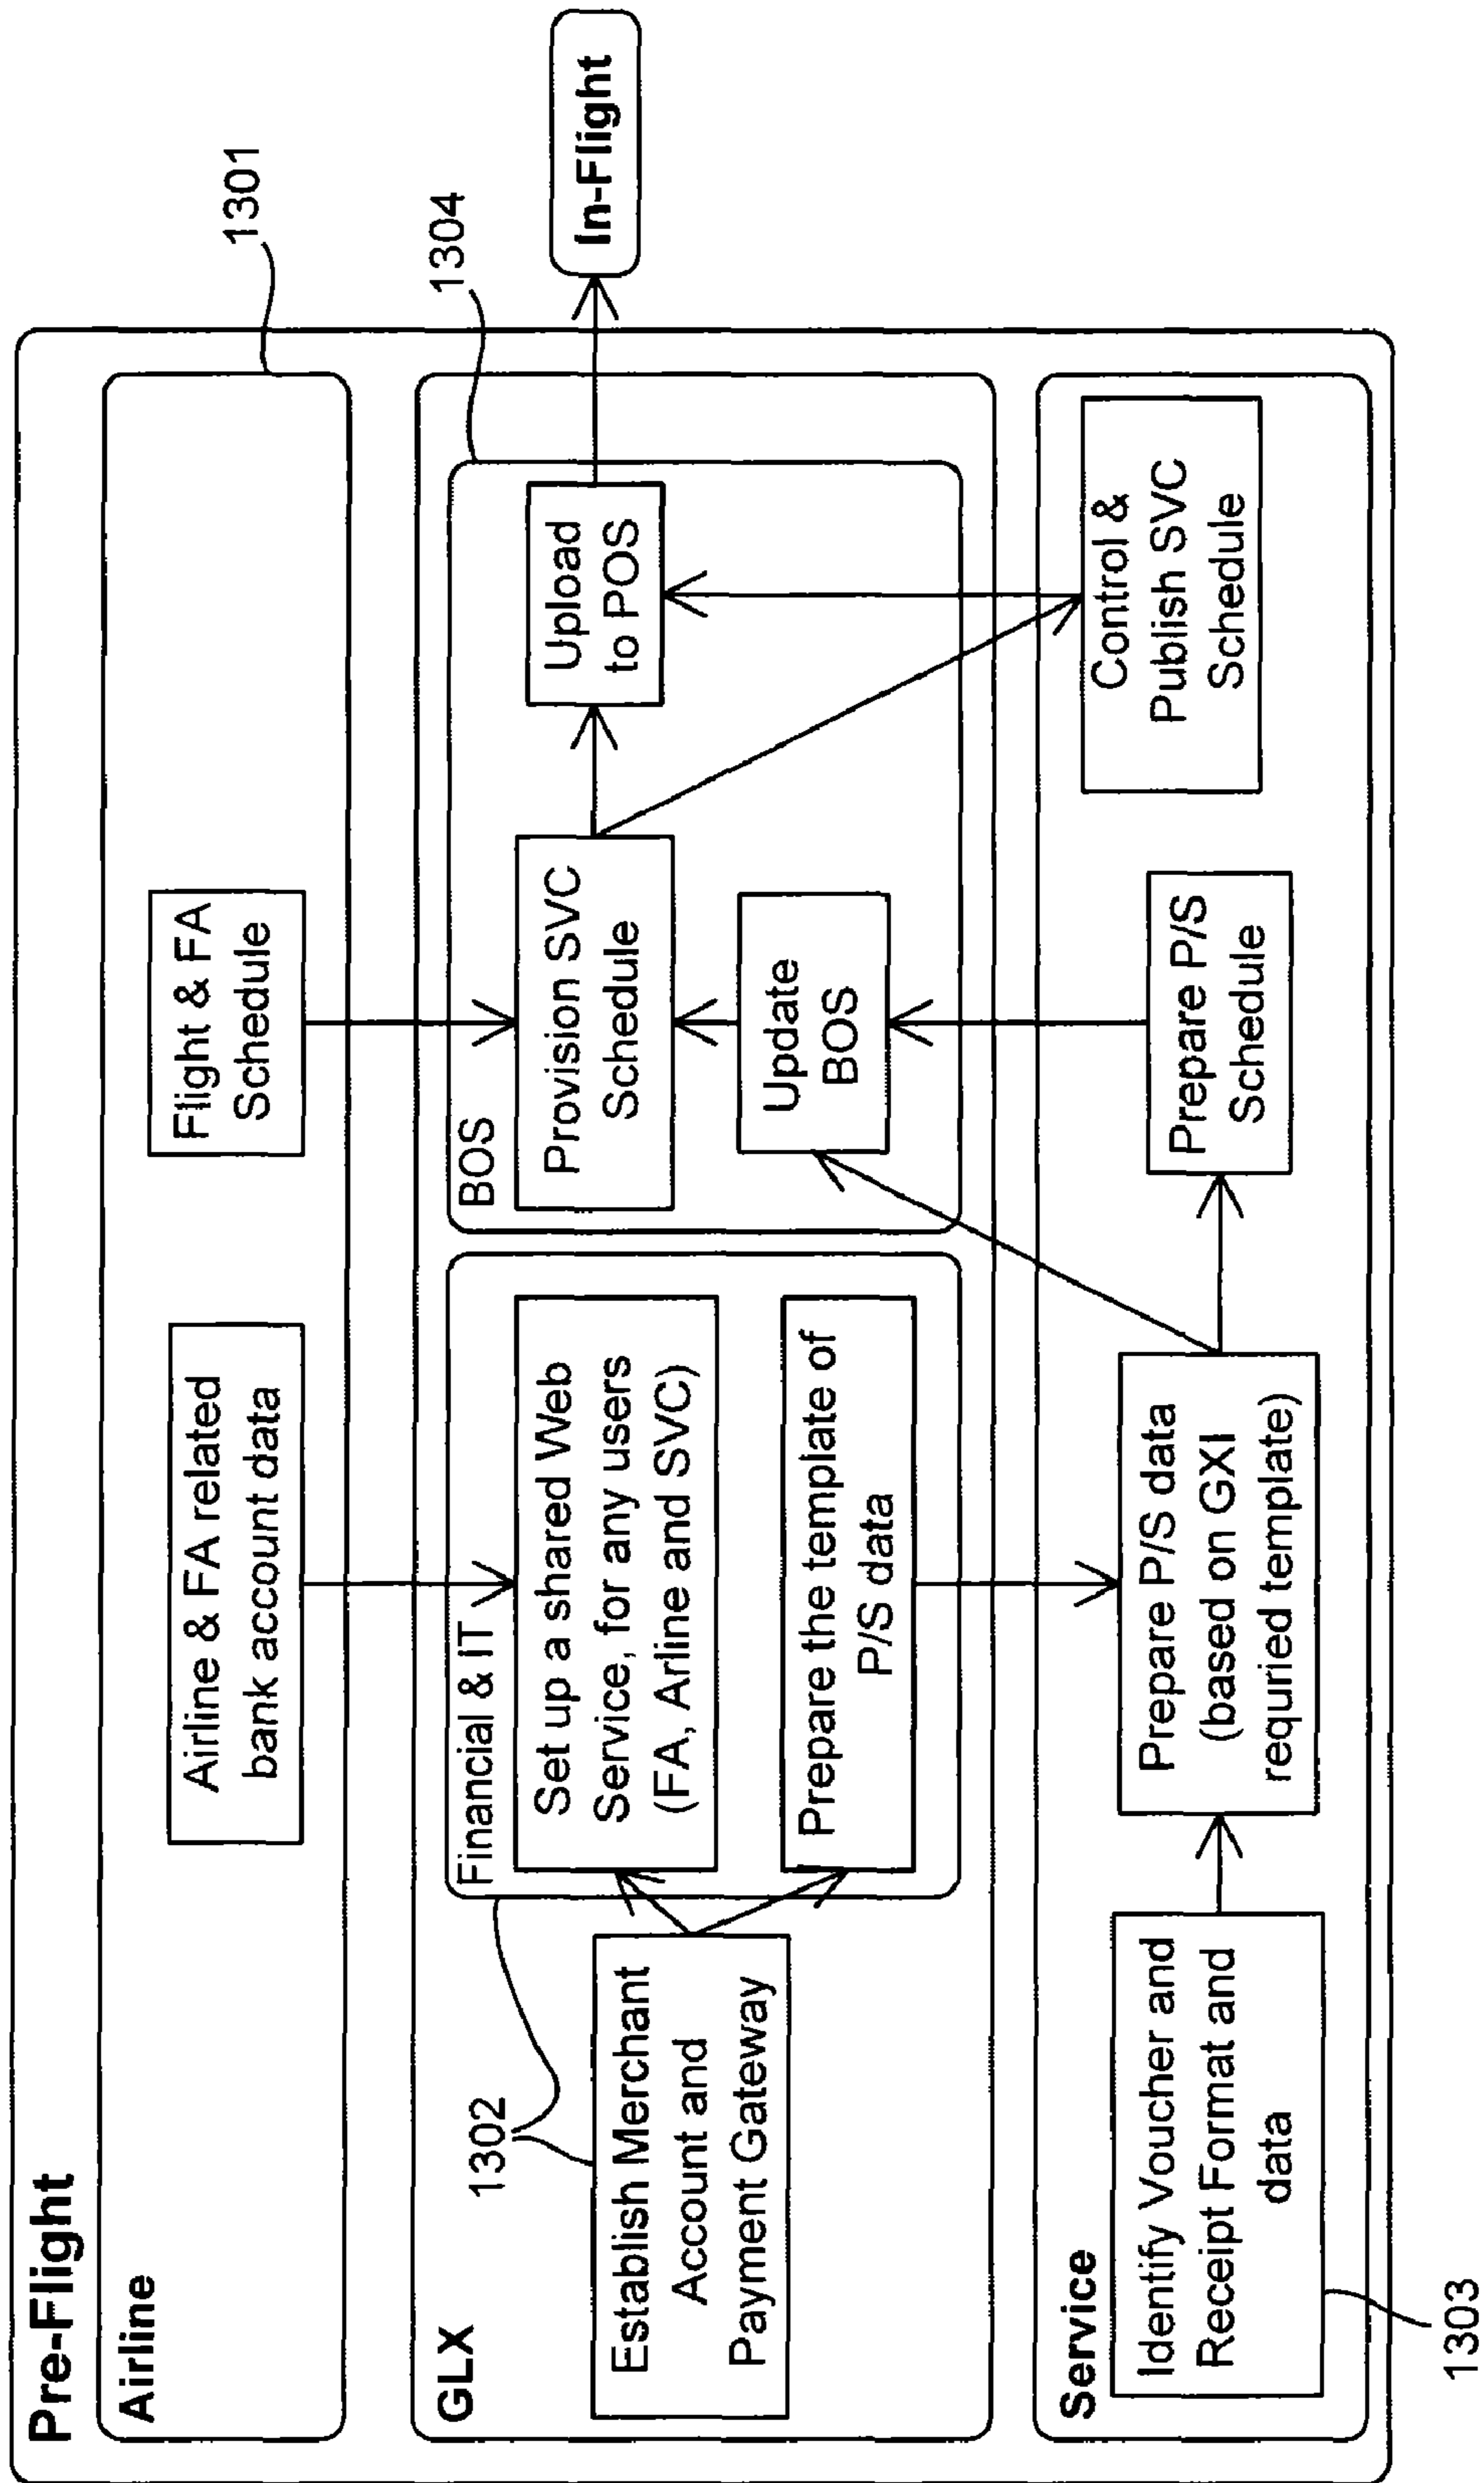 Pre-Flight
Airline
1301
Airline & FA related
bank account data
Flight & FA
Schedule
GLX
1302
Establish Merchant
Account and
Payment Gateway
Financial & IT
Set up a shared Web
Service, for any users
(FA, Arline and SVC)
Prepare the template of
P/S data
1304
BOS
Provision SVC
Schedule
Update
BOS
Upload
to POS
In-Flight
Service
Identify Voucher and
Receipt Format and
data
1303
Prepare P/S data
(based on GXI
requried template)
Prepare P/S
Schedule
Control &
Publish SVC
Schedule